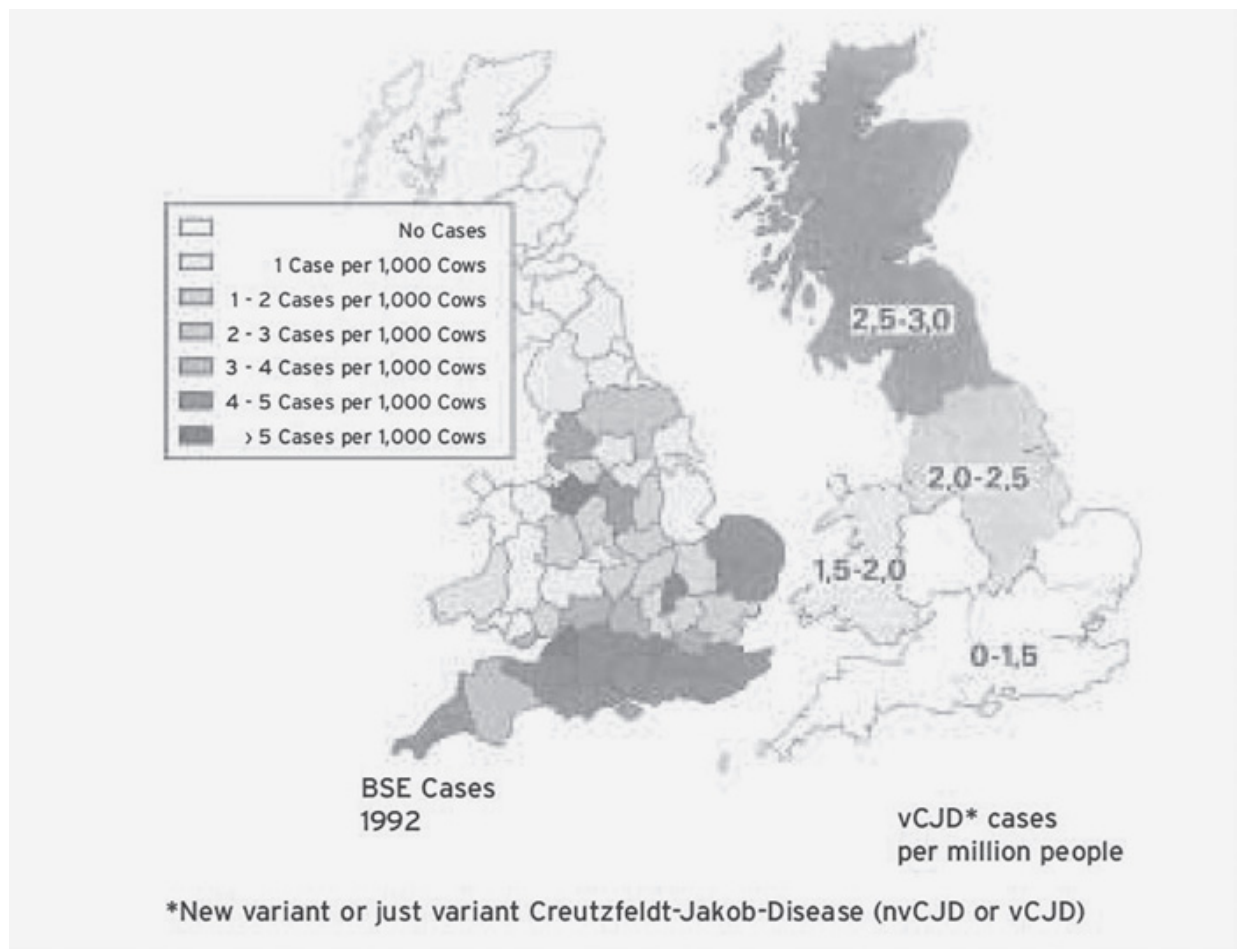 No Cases
1 Case per 1,000 Cows
1 - 2 Cases per 1,000 Cows
2 - 3 Cases per 1,000 Cows
3 - 4 Cases per 1,000 Cows
4 - 5 Cases per 1,000 Cows
> 5 Cases per 1,000 Cows
2,5-3,0
2,0-2,5
1,5-2,0
0-1,5
BSE Cases
1992
vCJD* cases
per million people
*New variant or just variant Creutzfeldt-Jakob-Disease (nvCJD or vCJD)